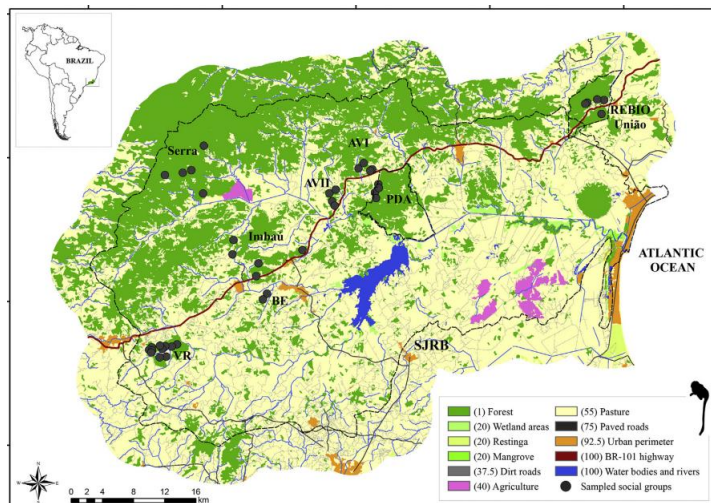 BRAZIL
REBIO
União
Serra
AVI
AVII
PDA
Imbaú
ATLANTIC
OCEAN
BE
SJRB
VR
(1) Forest
(20) Wetland areas
(20) Restinga
(20) Mangrove
(37.5) Dirt roads
(40) Agriculture
(55) Pasture
(75) Paved roads
(92.5) Urban perimeter
(100) BR-101 highway
(100) Water bodies and rivers
Sampled social groups
N
W E
S
0 2 4 8 12 16
km